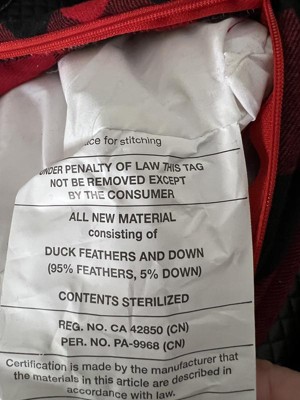 ce for stitching
UNDER PENALTY OF LAW THIS TAG
NOT BE REMOVED EXCEPT
BY THE CONSUMER
ALL NEW MATERIAL
consisting of
DUCK FEATHERS AND DOWN
(95% FEATHERS, 5% DOWN)
CONTENTS STERILIZED
REG. NO. CA 42850 (CN)
PER. NO. PA-9968 (CN)
Certification is made by the manufacturer that
the materials in this article are described in
accordance with law.